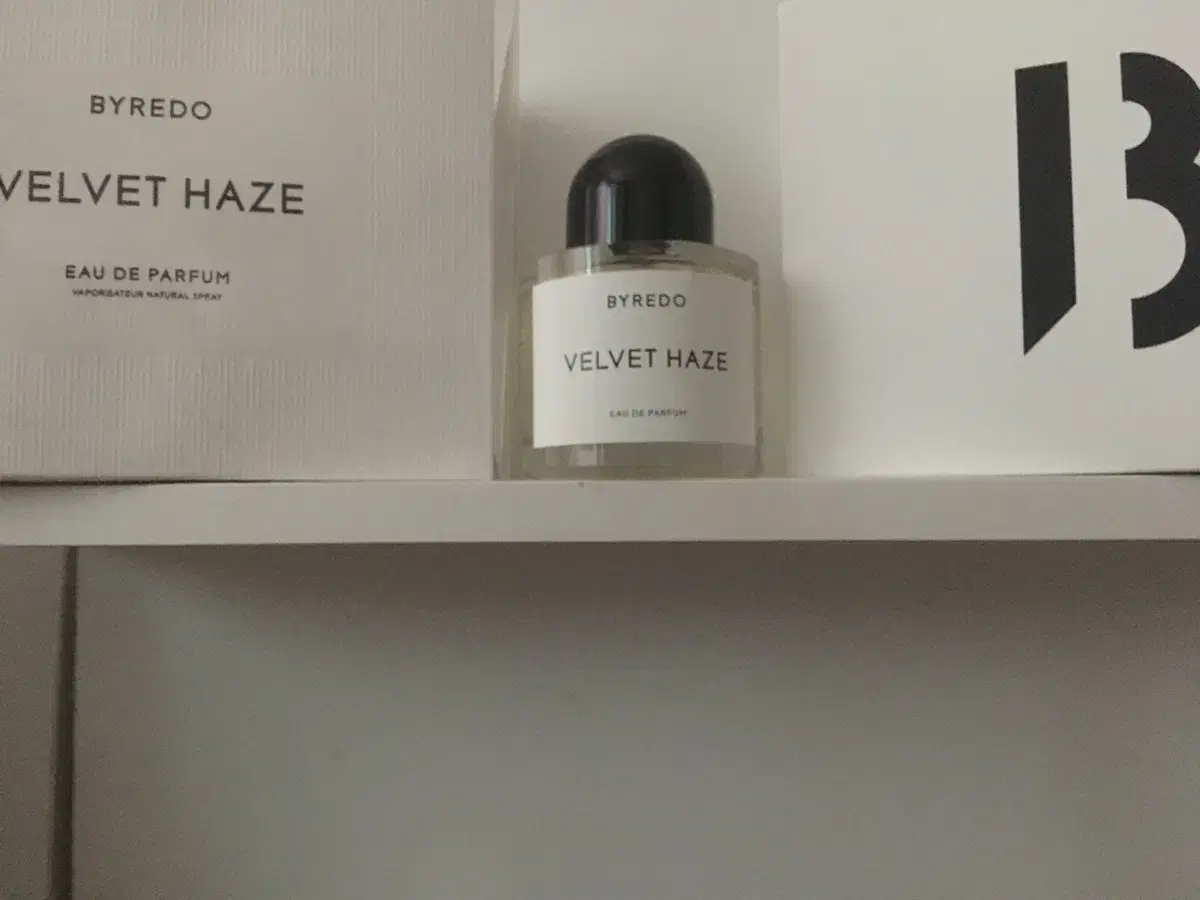 BYREDO
VELVET HAZE
EAU DE PARFUM
VAPORISATEUR NATURAL SPRAY
BYREDO
VELVET HAZE
EAU DE PARFUM
B